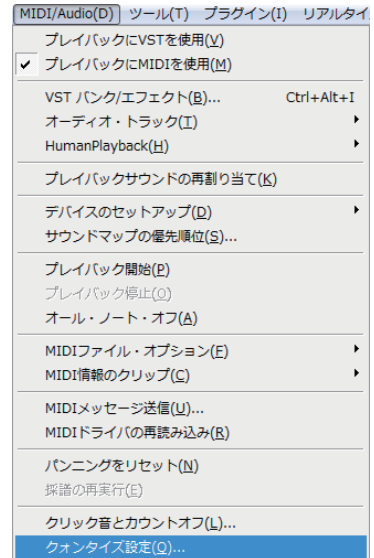 MIDI/Audio(D) ツール(T) プラグイン(I) リアルタイ
プレイバックにVSTを使用(V)
✓ プレイバックにMIDIを使用(M)
VST バンク/エフェクト(B)... Ctrl+Alt+I
オーディオ・トラック(T)
HumanPlayback(H)
プレイバックサウンドの再割り当て(K)
デバイスのセットアップ(D)
サウンドマップの優先順位(S)...
プレイバック開始(P)
プレイバック停止(O)
オール・ノート・オフ(A)
MIDIファイル・オプション(F)
MIDI情報のクリップ(C)
MIDIメッセージ送信(U)...
MIDIドライバの再読み込み(R)
パンニングをリセット(N)
採譜の再実行(E)
クリック音とカウントオフ(L)...
クォンタイズ設定(Q)...